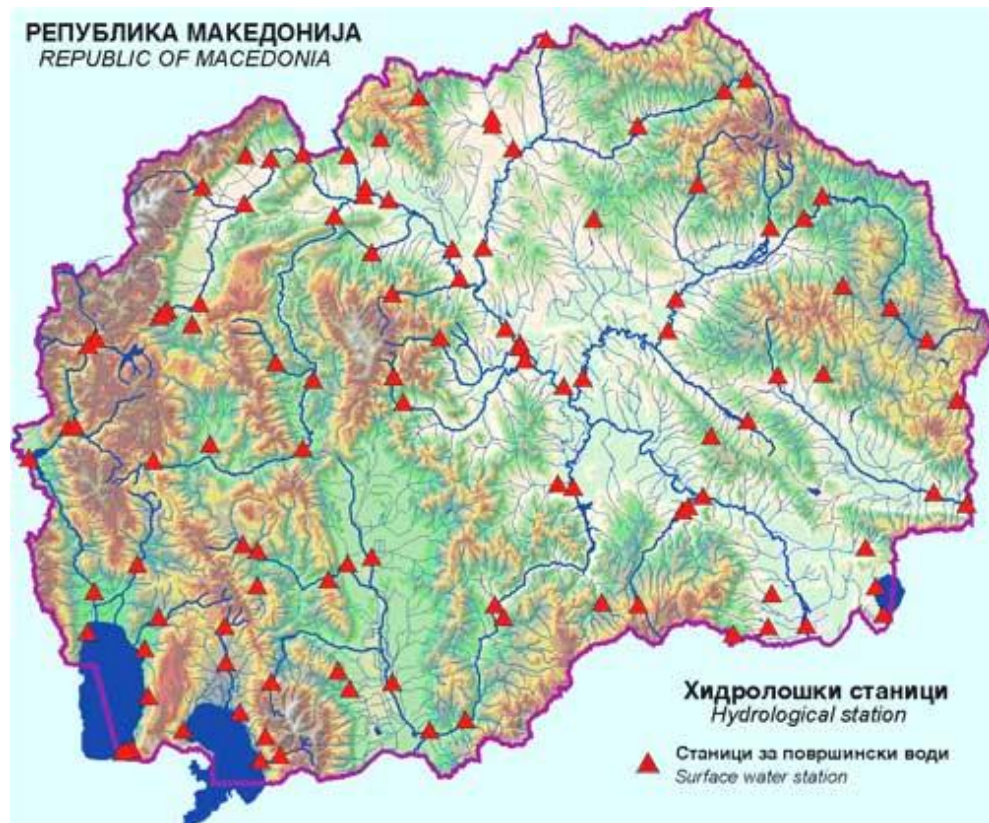 РЕПУБЛИКА МАКЕДОНИЈА
REPUBLIC OF MACEDONIA
Хидролошки станици
Hydrological station
Станици за површински води
Surface water station